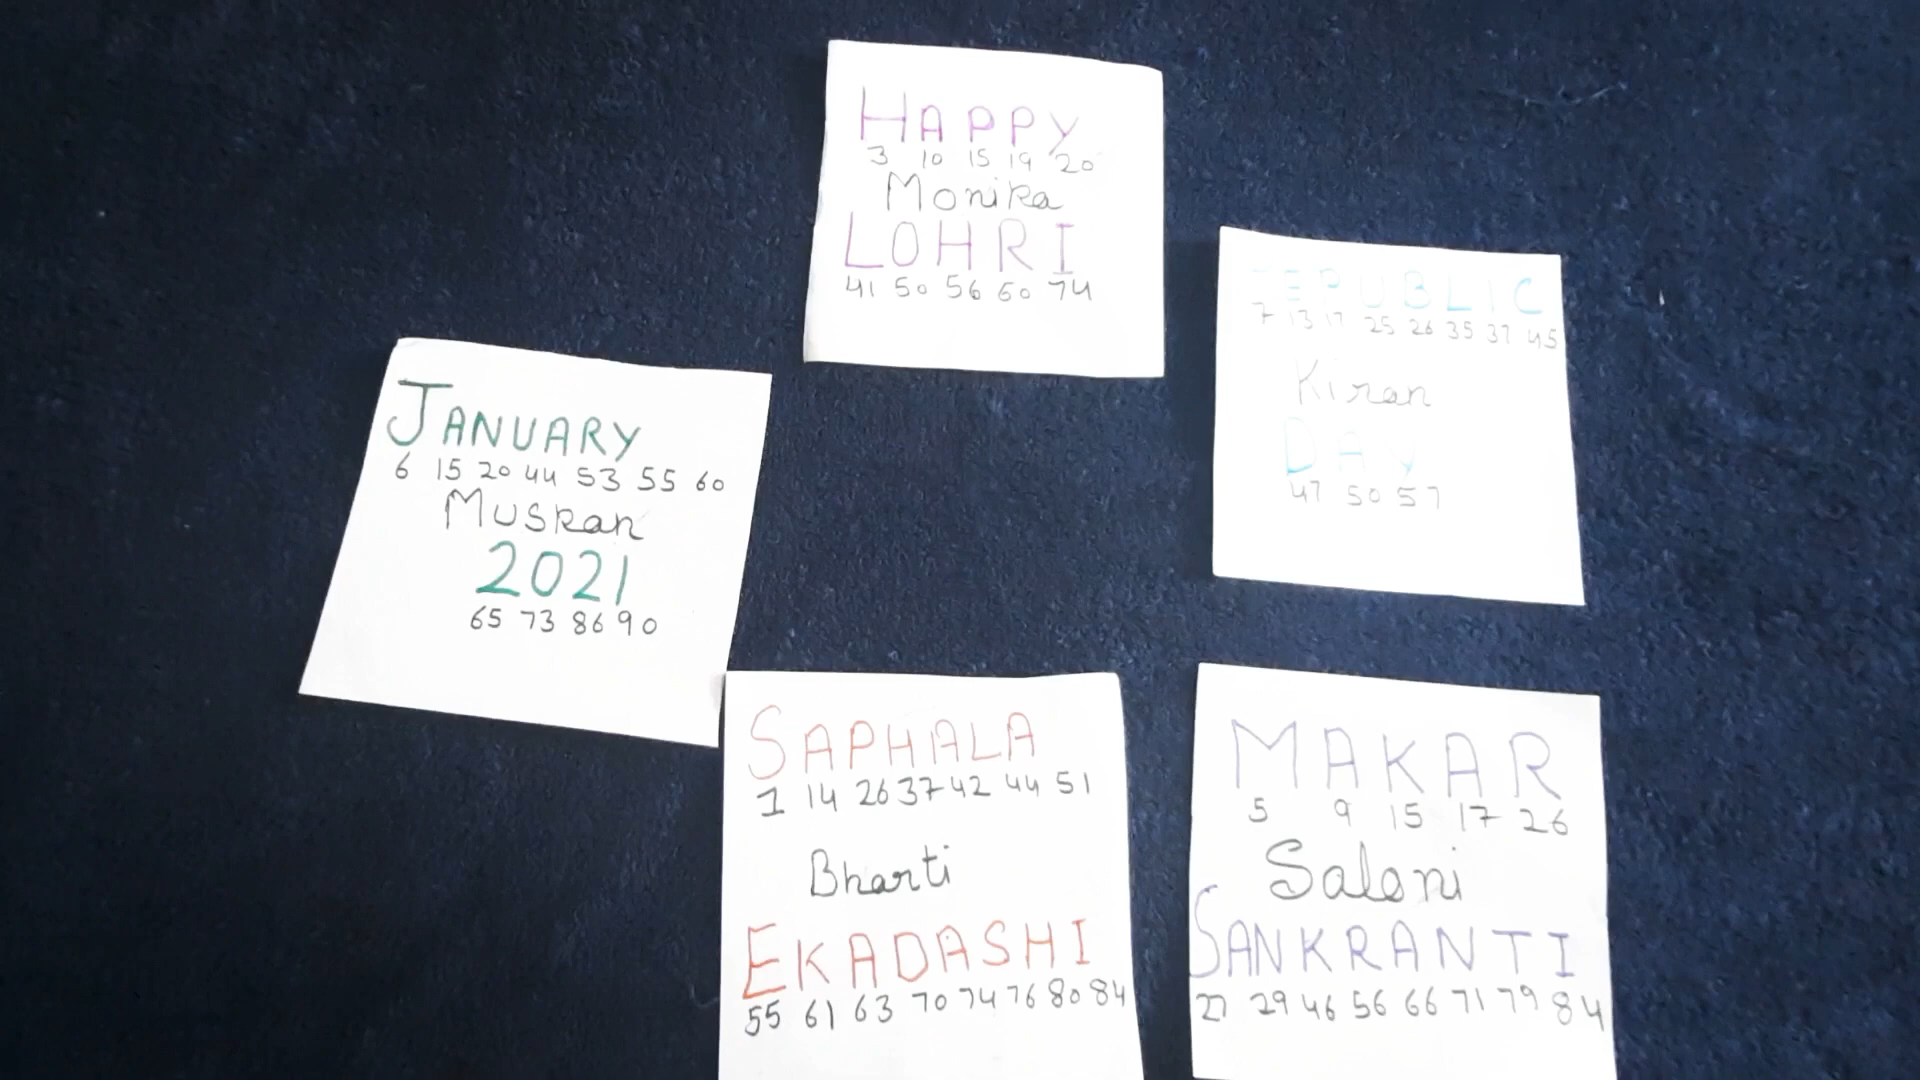 HAPPY
3 10 15 19 20
Monika
LOHRI
41 50 56 60 74
REPUBLIC
7 13 17 25 26 35 37 45
Kiran
DAY
47 50 57
JANUARY
6 15 20 44 53 55 60
Muskan
2021
65 73 86 90
SAPHALA
1 14 26 37 42 44 51
Bharti
EKADASHI
55 61 63 70 74 76 80 84
MAKAR
5 9 15 17 26
Saloni
SANKRANTI
27 29 46 56 66 71 79 84